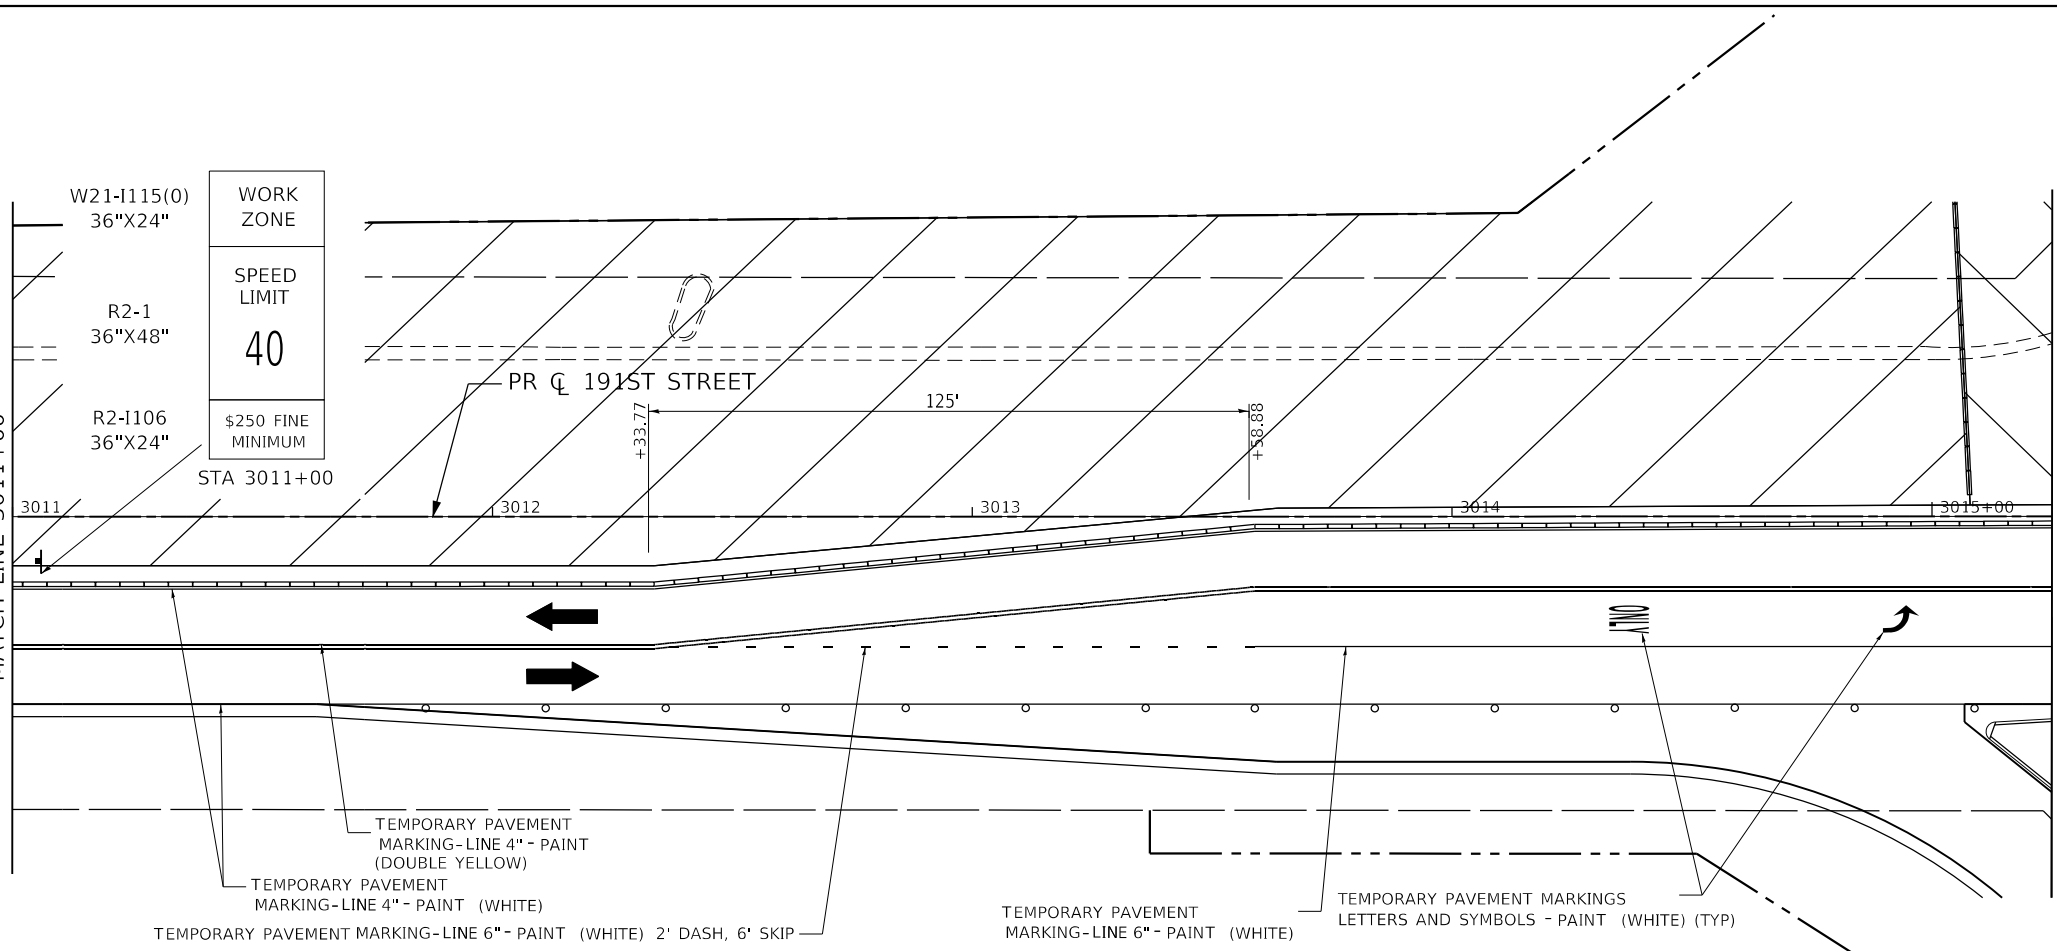 W21-I115(0)
36"X24"
WORK
ZONE
SPEED
LIMIT
40
R2-1
36"X48"
R2-I106
36"X24"
$250 FINE
MINIMUM
STA 3011+00
PR ℄ 191ST STREET
125'
+33.77
+58.88
3011
3012
3013
3014
3015+00
MATCH LINE 3011+00
ONLY
TEMPORARY PAVEMENT
MARKING-LINE 4"- PAINT
(DOUBLE YELLOW)
TEMPORARY PAVEMENT
MARKING-LINE 4"- PAINT (WHITE)
TEMPORARY PAVEMENT MARKING-LINE 6"- PAINT (WHITE) 2' DASH, 6' SKIP
TEMPORARY PAVEMENT
MARKING-LINE 6"- PAINT (WHITE)
TEMPORARY PAVEMENT MARKINGS
LETTERS AND SYMBOLS - PAINT (WHITE) (TYP)